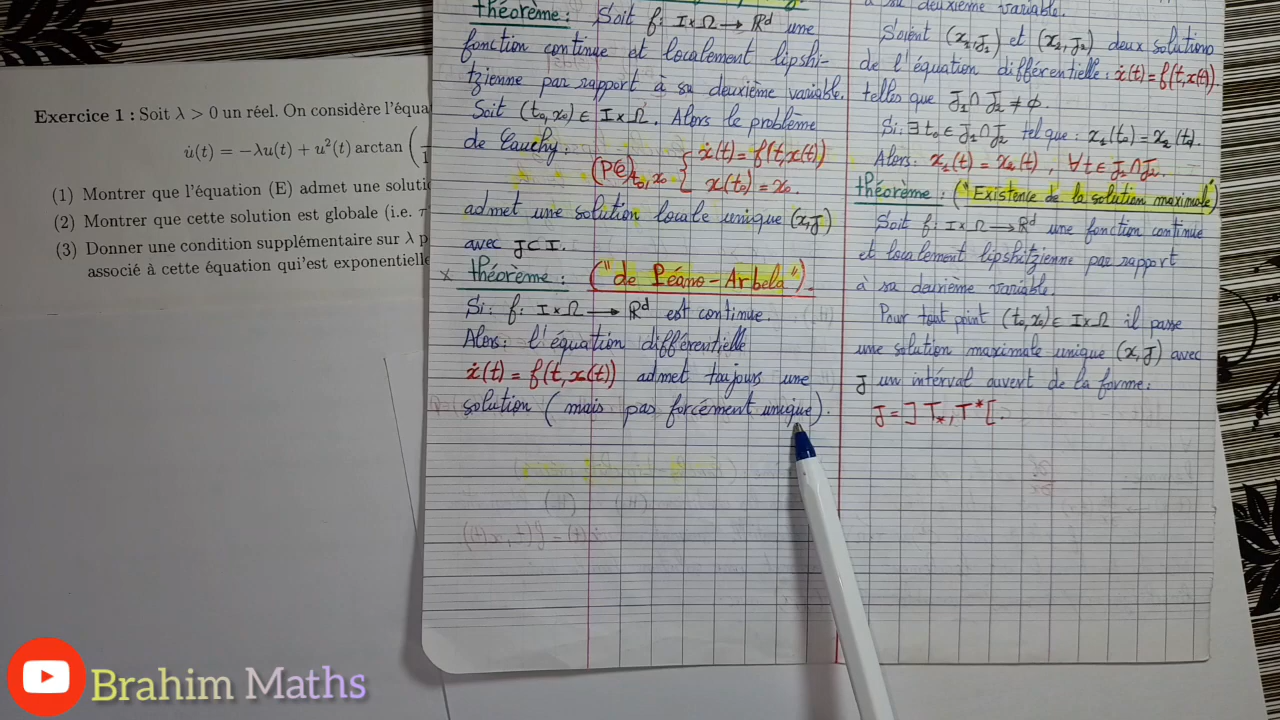 Exercice 1 : Soit λ > 0 un réel. On considère l'équa
u̇(t) = −λu(t) + u²(t) arctan (
(1) Montrer que l'équation (E) admet une soluti
(2) Montrer que cette solution est globale (i.e. τ
(3) Donner une condition supplémentaire sur λ p
associé à cette équation qui'est exponentielle
théorème : Soit f: I×Ω → ℝᵈ une
fonction continue et localement lipshi-
tzienne par rapport à sa deuxième variable.
Soit (t₀, x₀) ∈ I×Ω. Alors le problème
de Cauchy:
(PC)t₀,x₀ { ẋ(t) = f(t,x(t))
x(t₀) = x₀.
admet une solution locale unique (x,J)
avec J⊂I.
× théorème : ("de Péano-Arbela").
Si: f: I×Ω → ℝᵈ est continue.
Alors: l'équation différentielle
ẋ(t) = f(t,x(t)) admet toujours une
solution (mais pas forcément unique).
à sa deuxième variable.
Soient (x₁,J₁) et (x₂,J₂) deux solutions
de l'équation différentielle: ẋ(t)=f(t,x(t)).
telles que J₁∩J₂ ≠ ∅.
Si: ∃t₀ ∈ J₁∩J₂ tel que: x₁(t₀) = x₂(t₀).
Alors: x₁(t) = x₂(t), ∀t ∈ J₁∩J₂.
théorème : ("Existence de la solution maximale")
Soit f: I×Ω → ℝᵈ une fonction continue
et localement lipshitzienne par rapport
à sa deuxième variable.
Pour tout point (t₀,x₀) ∈ I×Ω il passe
une solution maximale unique (x,J) avec
J un interval ouvert de la forme:
J = ]T*, T*[.
Brahim Maths